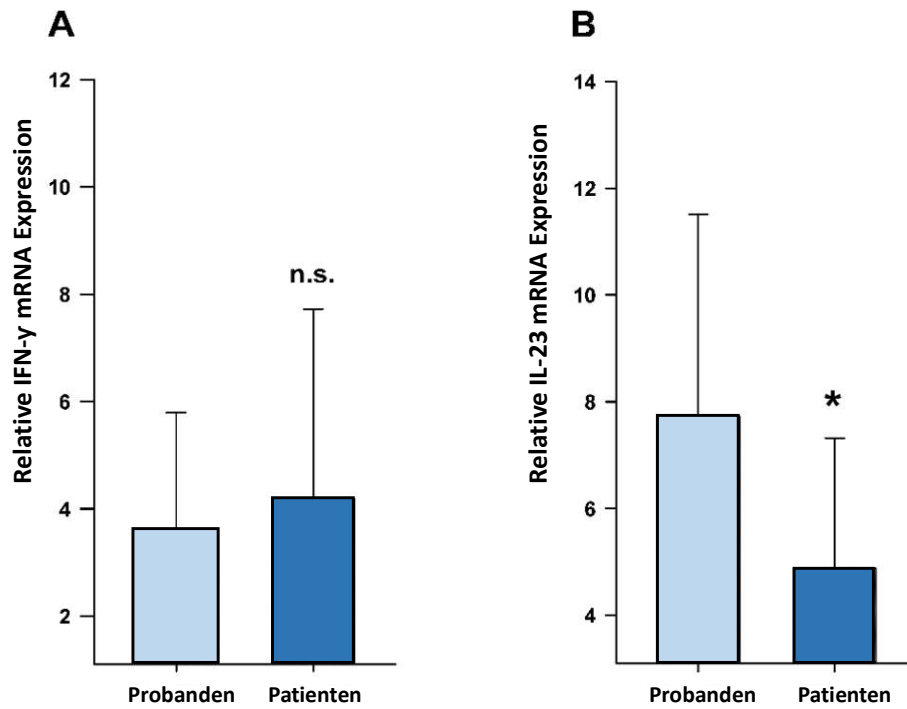 A
Relative IFN-y mRNA Expression
12
10
8
6
4
2
n.s.
Probanden Patienten
B
Relative IL-23 mRNA Expression
14
12
10
8
6
4
*
Probanden Patienten